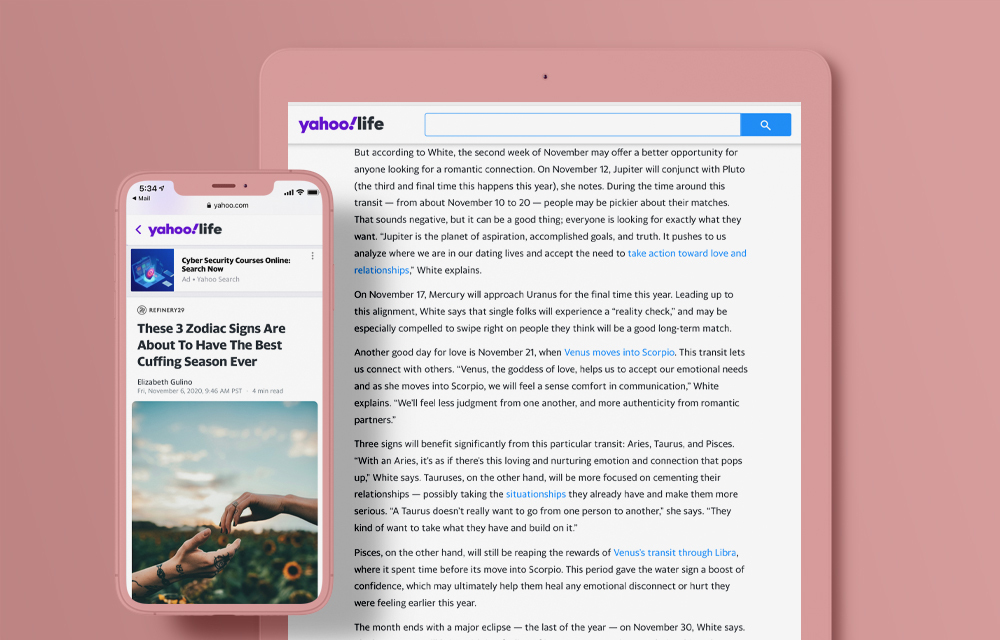 5:34
Mail
yahoo.com
yahoo!life
Cyber Security Courses Online:
Search Now
Ad • Yahoo Search
REFINERY29
These 3 Zodiac Signs Are
About To Have The Best
Cuffing Season Ever
Elizabeth Gulino
Fri, November 6, 2020, 9:46 AM PST · 4 min read
yahoo!life
But according to White, the second week of November may offer a better opportunity for
anyone looking for a romantic connection. On November 12, Jupiter will conjunct with Pluto
(the third and final time this happens this year), she notes. During the time around this
transit — from about November 10 to 20 — people may be pickier about their matches.
That sounds negative, but it can be a good thing; everyone is looking for exactly what they
want. “Jupiter is the planet of aspiration, accomplished goals, and truth. It pushes to us
analyze where we are in our dating lives and accept the need to take action toward love and
relationships,” White explains.
On November 17, Mercury will approach Uranus for the final time this year. Leading up to
this alignment, White says that single folks will experience a “reality check,” and may be
especially compelled to swipe right on people they think will be a good long-term match.
Another good day for love is November 21, when Venus moves into Scorpio. This transit lets
us connect with others. “Venus, the goddess of love, helps us to accept our emotional needs
and as she moves into Scorpio, we will feel a sense comfort in communication,” White
explains. “We’ll feel less judgment from one another, and more authenticity from romantic
partners.”
Three signs will benefit significantly from this particular transit: Aries, Taurus, and Pisces.
“With an Aries, it’s as if there’s this loving and nurturing emotion and connection that pops
up,” White says. Tauruses, on the other hand, will be more focused on cementing their
relationships — possibly taking the situationships they already have and make them more
serious. “A Taurus doesn’t really want to go from one person to another,” she says. “They
kind of want to take what they have and build on it.”
Pisces, on the other hand, will still be reaping the rewards of Venus’s transit through Libra,
where it spent time before its move into Scorpio. This period gave the water sign a boost of
confidence, which may ultimately help them heal any emotional disconnect or hurt they
were feeling earlier this year.
The month ends with a major eclipse — the last of the year — on November 30, White says.